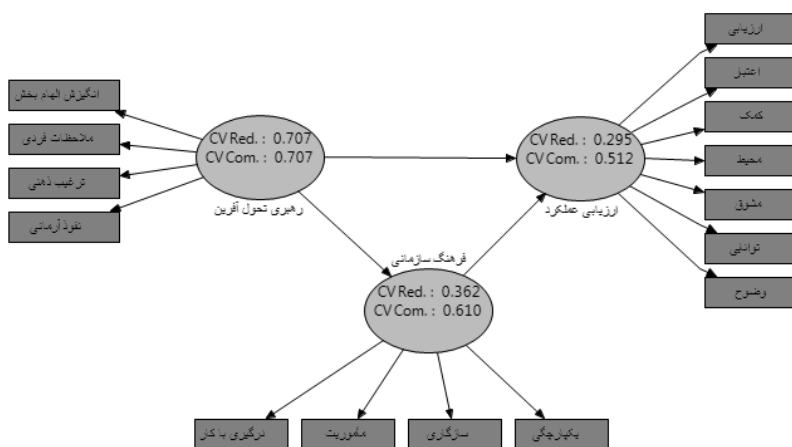 انگیزش الهام بخش
ملاحظات فردی
ترغیب ذهنی
نفوذ آرمانی
CV Red. : 0.707
CV Com. : 0.707
رهبری تحول آفرین
CV Red. : 0.295
CV Com. : 0.512
ارزیابی عملکرد
ارزیابی
اعتبار
کمک
محیط
مشوق
توانایی
وضوح
فرهنگ سازمانی
CV Red. : 0.362
CV Com. : 0.610
درگیری با کار
مأموریت
سازگاری
یکپارچگی